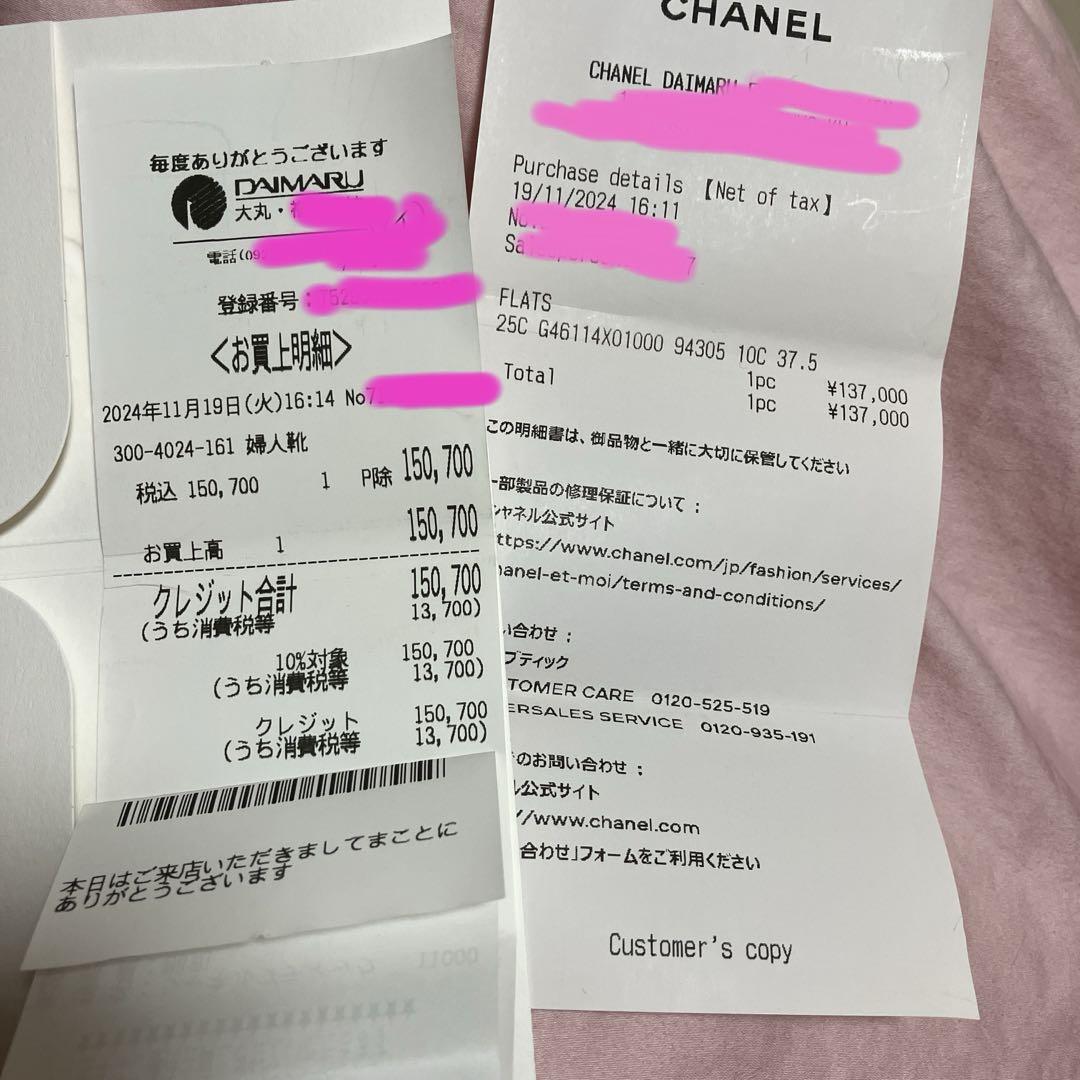 毎度ありがとうございます
DAIMARU
大丸・
電話(09
登録番号:
<お買上明細>
2024年11月19日(火)16:14 No7
300-4024-161 婦人靴
税込 150,700 1 P除 150,700
お買上高 1 150,700
クレジット合計 150,700
(うち消費税等 13,700)
10%対象 150,700
(うち消費税等 13,700)
クレジット 150,700
(うち消費税等 13,700)
本日はご来店いただきましてまことに
ありがとうございます
CHANEL
CHANEL DAIMARU
Purchase details 【Net of tax】
19/11/2024 16:11
No.
FLATS
25C G46114X01000 94305 10C 37.5
1pc ¥137,000
Total 1pc ¥137,000
この明細書は、御品物と一緒に大切に保管してください
一部製品の修理保証について :
シャネル公式サイト
ttps://www.chanel.com/jp/fashion/services/
hanel-et-moi/terms-and-conditions/
い合わせ :
ブティック
TOMER CARE 0120-525-519
ERSALES SERVICE 0120-935-191
のお問い合わせ :
ル公式サイト
//www.chanel.com
合わせ」フォームをご利用ください
Customer's copy